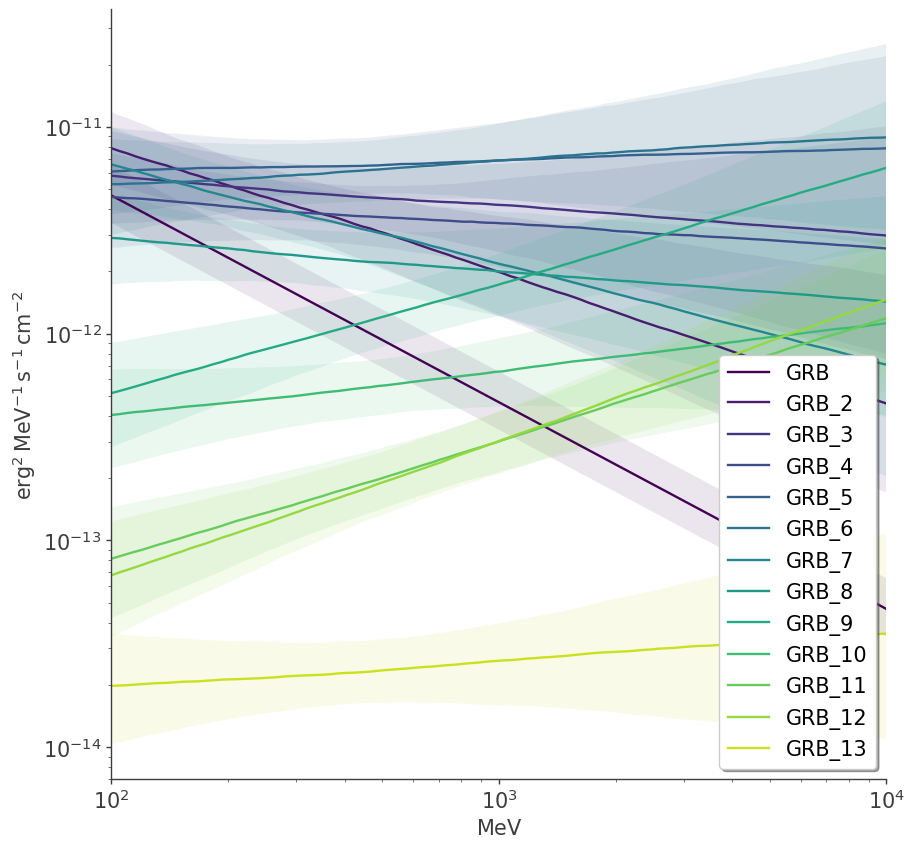 10⁻¹¹
10⁻¹²
10⁻¹³
10⁻¹⁴
erg² MeV⁻¹ s⁻¹ cm⁻²
GRB
GRB_2
GRB_3
GRB_4
GRB_5
GRB_6
GRB_7
GRB_8
GRB_9
GRB_10
GRB_11
GRB_12
GRB_13
10² 10³ 10⁴
MeV